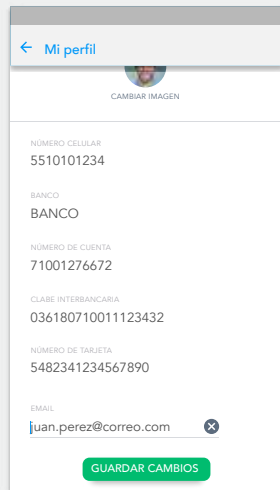 Mi perfil
CAMBIAR IMAGEN
NÚMERO CELULAR
5510101234
BANCO
BANCO
NÚMERO DE CUENTA
71001276672
CLABE INTERBANCARIA
036180710011123432
NÚMERO DE TARJETA
5482341234567890
EMAIL
juan.perez@correo.com
GUARDAR CAMBIOS